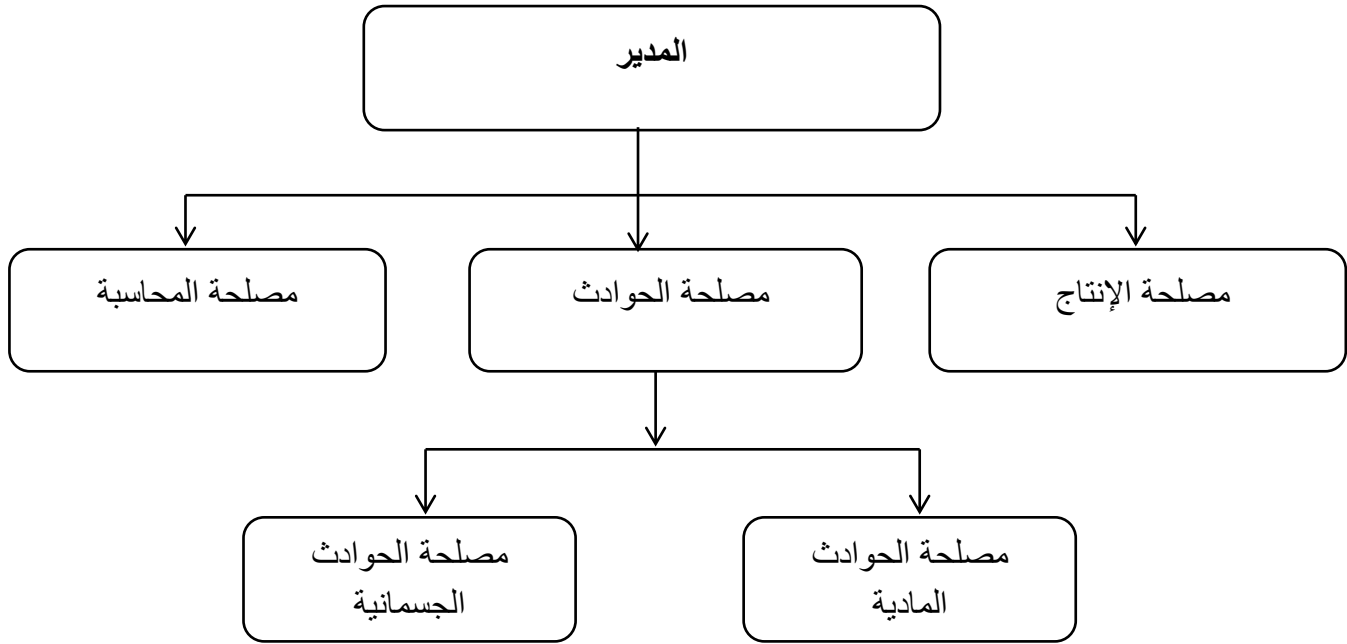 المدير
مصلحة الإنتاج
مصلحة الحوادث
مصلحة المحاسبة
مصلحة الحوادث
المادية
مصلحة الحوادث
الجسمانية